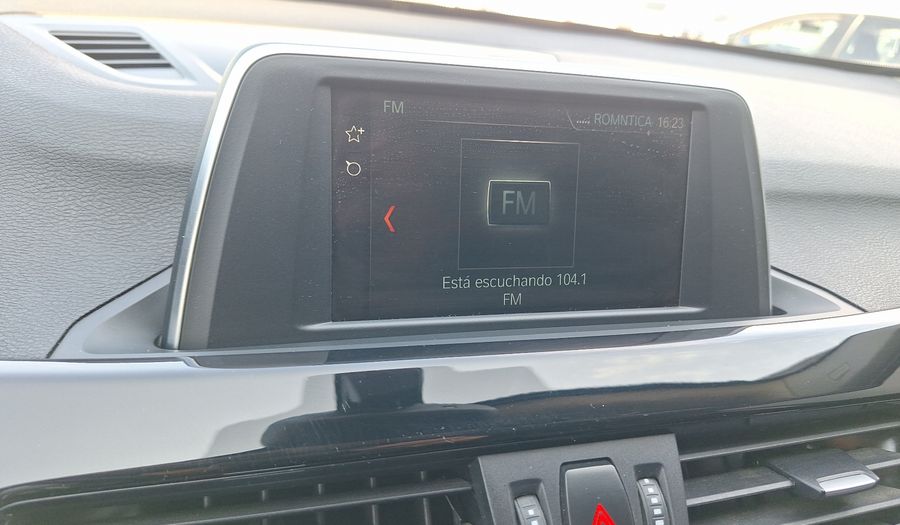 FM
ROMNTICA 16:23
FM
Está escuchando 104.1
FM